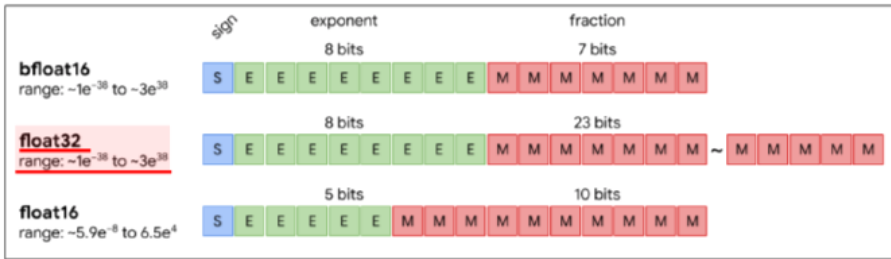 sign exponent fraction
8 bits 7 bits
bfloat16 S E E E E E E E E M M M M M M M
range: ~1e⁻³⁸ to ~3e³⁸
8 bits 23 bits
float32 S E E E E E E E E M M M M M M M ~ M M M M M
range: ~1e⁻³⁸ to ~3e³⁸
5 bits 10 bits
float16 S E E E E E M M M M M M M M M M
range: ~5.9e⁻⁸ to 6.5e⁴